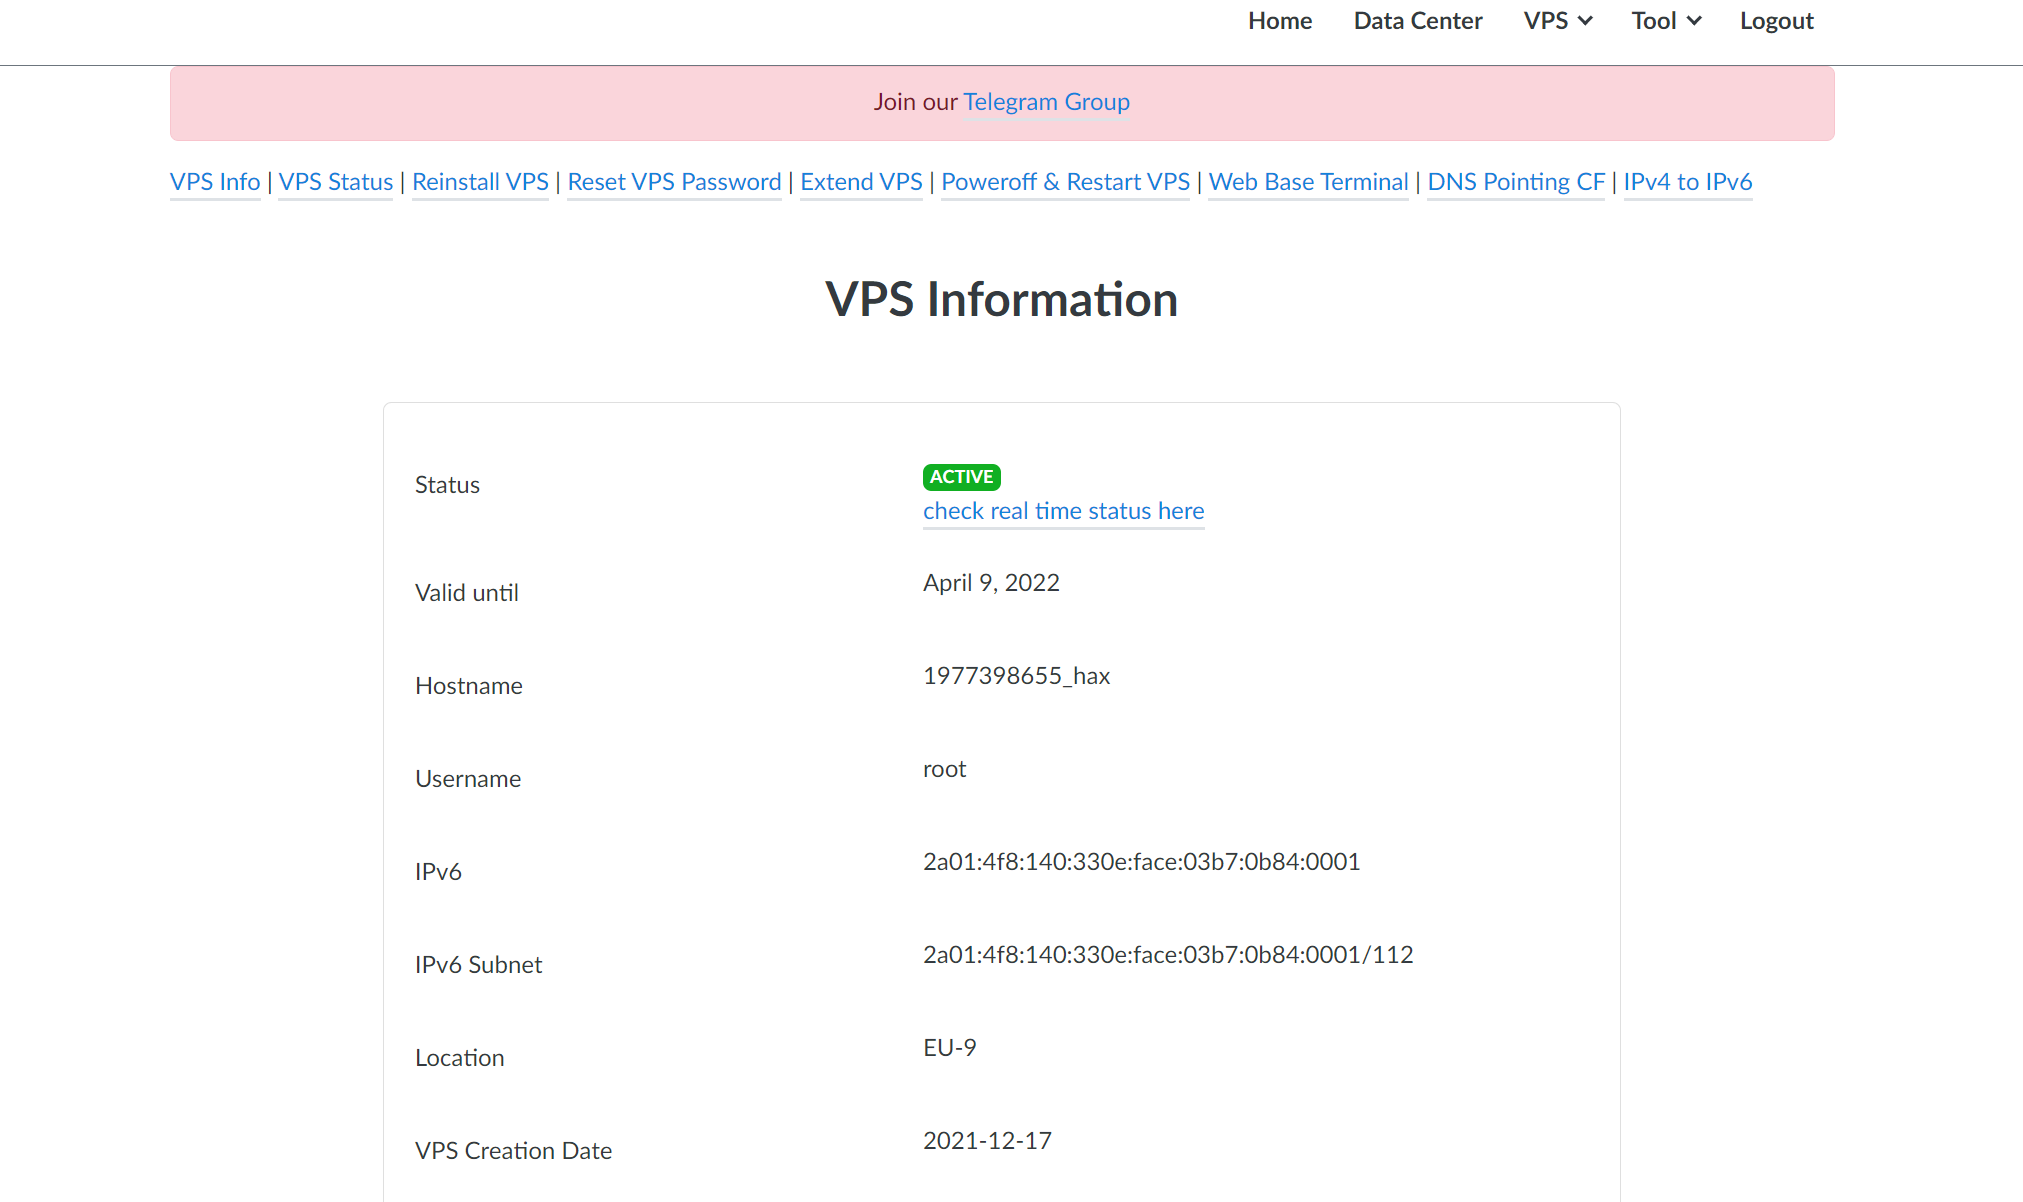 Home Data Center VPS Tool Logout
Join our Telegram Group
VPS Info | VPS Status | Reinstall VPS | Reset VPS Password | Extend VPS | Poweroff & Restart VPS | Web Base Terminal | DNS Pointing CF | IPv4 to IPv6
VPS Information
Status ACTIVE
check real time status here
Valid until April 9, 2022
Hostname 1977398655_hax
Username root
IPv6 2a01:4f8:140:330e:face:03b7:0b84:0001
IPv6 Subnet 2a01:4f8:140:330e:face:03b7:0b84:0001/112
Location EU-9
VPS Creation Date 2021-12-17